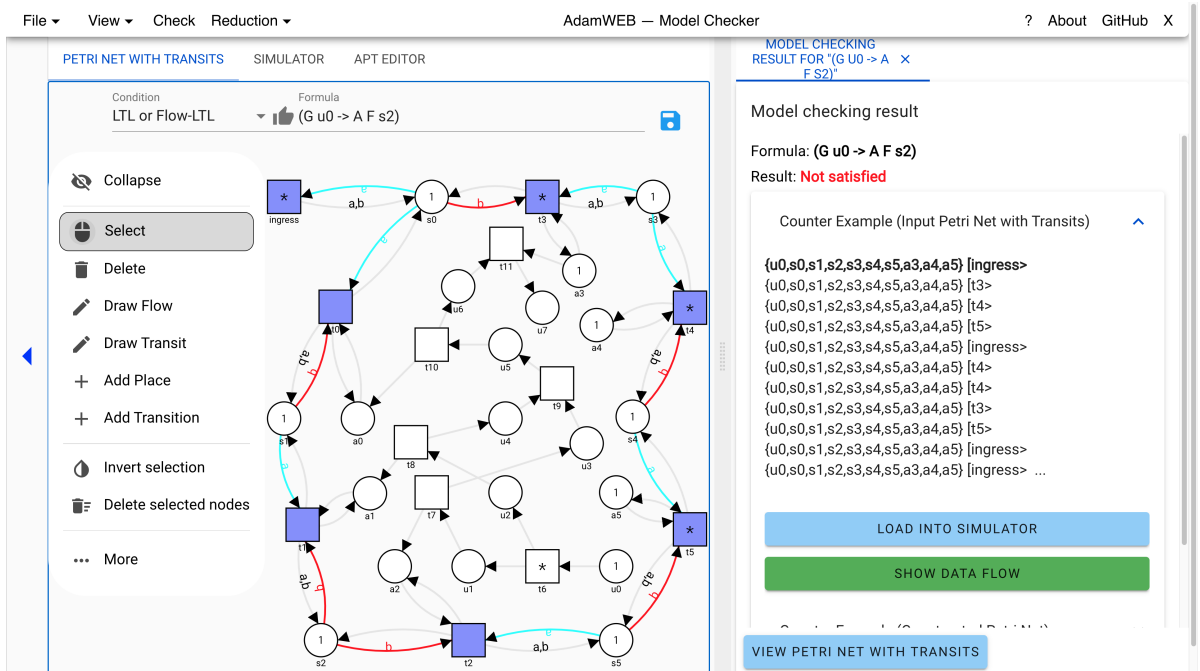 File View Check Reduction AdamWEB — Model Checker ? About GitHub X
PETRI NET WITH TRANSITS SIMULATOR APT EDITOR
MODEL CHECKING
RESULT FOR "(G U0 -> A
F S2)"
Condition
LTL or Flow-LTL
Formula
(G u0 -> A F s2)
Collapse
Select
Delete
Draw Flow
Draw Transit
Add Place
Add Transition
Invert selection
Delete selected nodes
More
* a 1 b * a 1
ingress a,b s0 t3 a,b s3
a t11 1 a3 a
u6 u7 1 a4 *
t0 t4
a,b b t10 u5 a,b b
t9
1 a0 u4 1
s1 s4
t8 u3
a a
a1 t7 u2 1 a5
t1 * t5
a,b b a2 u1 * t6 1 u0 a,b b
1 b a 1
s2 t2 a,b s5
Model checking result
Formula: (G u0 -> A F s2)
Result: Not satisfied
Counter Example (Input Petri Net with Transits)
{u0,s0,s1,s2,s3,s4,s5,a3,a4,a5} [ingress>
{u0,s0,s1,s2,s3,s4,s5,a3,a4,a5} [t3>
{u0,s0,s1,s2,s3,s4,s5,a3,a4,a5} [t4>
{u0,s0,s1,s2,s3,s4,s5,a3,a4,a5} [t5>
{u0,s0,s1,s2,s3,s4,s5,a3,a4,a5} [ingress>
{u0,s0,s1,s2,s3,s4,s5,a3,a4,a5} [t4>
{u0,s0,s1,s2,s3,s4,s5,a3,a4,a5} [t4>
{u0,s0,s1,s2,s3,s4,s5,a3,a4,a5} [t3>
{u0,s0,s1,s2,s3,s4,s5,a3,a4,a5} [t5>
{u0,s0,s1,s2,s3,s4,s5,a3,a4,a5} [ingress>
{u0,s0,s1,s2,s3,s4,s5,a3,a4,a5} [ingress> ...
LOAD INTO SIMULATOR
SHOW DATA FLOW
VIEW PETRI NET WITH TRANSITS